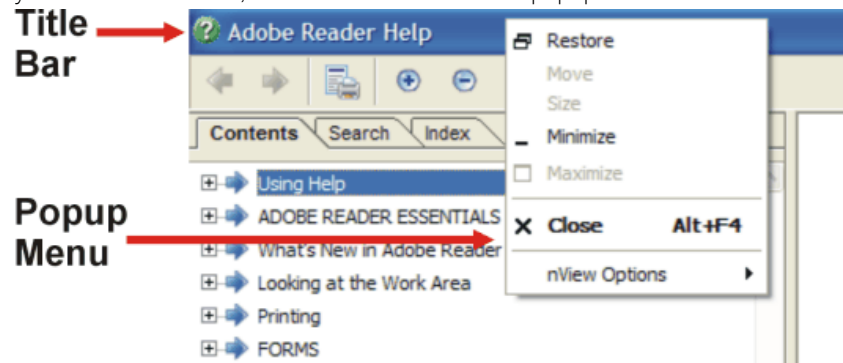 Title
Bar
Adobe Reader Help
Restore
Move
Size
Minimize
Maximize
Close Alt+F4
nView Options
Contents Search Index
Using Help
ADOBE READER ESSENTIALS
What's New in Adobe Reader
Looking at the Work Area
Printing
FORMS
Popup
Menu